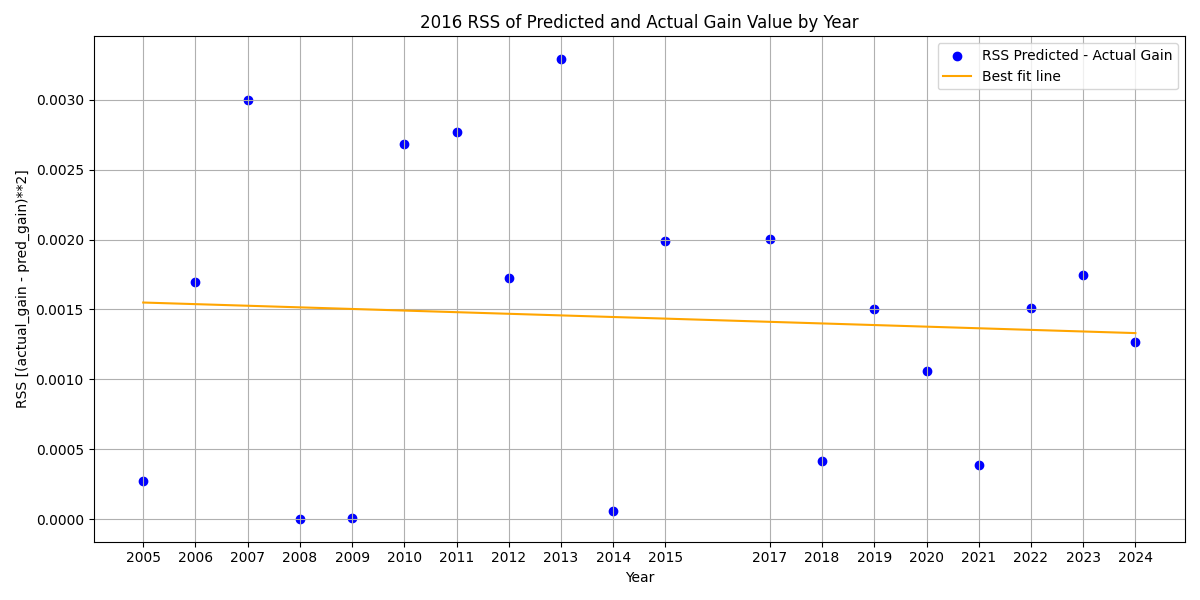 2016 RSS of Predicted and Actual Gain Value by Year
RSS Predicted - Actual Gain
Best fit line
RSS [(actual_gain - pred_gain)**2]
0.0030
0.0025
0.0020
0.0015
0.0010
0.0005
0.0000
2005 2006 2007 2008 2009 2010 2011 2012 2013 2014 2015 2017 2018 2019 2020 2021 2022 2023 2024
Year